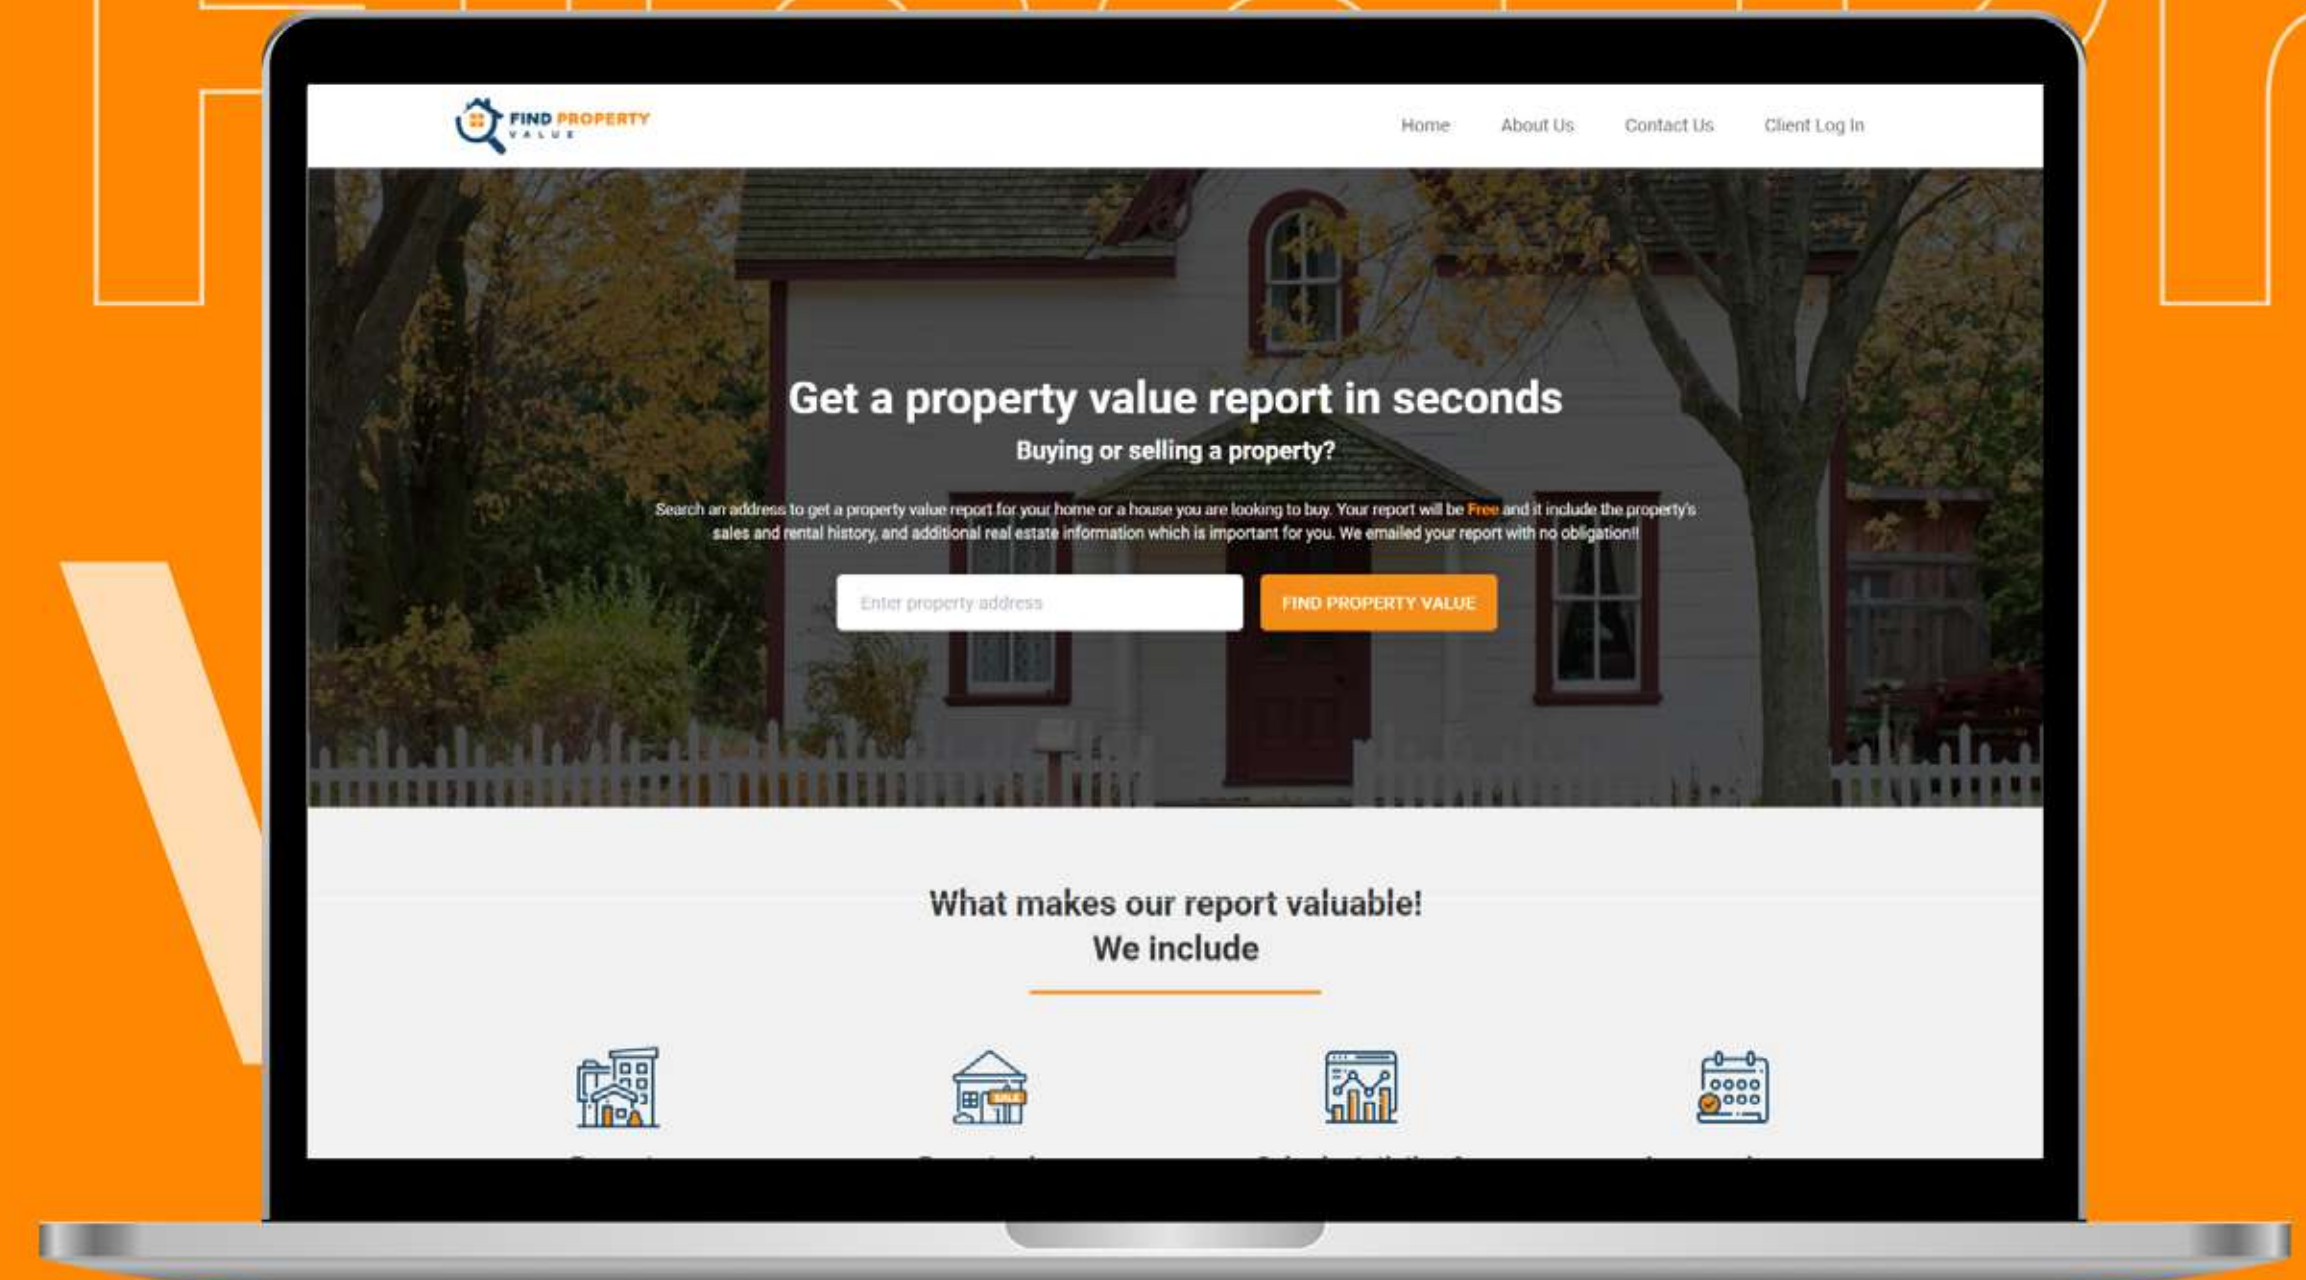 FIND PROPERTY
VALUE
Home About Us Contact Us Client Log In
Get a property value report in seconds
Buying or selling a property?
Search an address to get a property value report for your home or a house you are looking to buy. Your report will be Free and it include the property's
sales and rental history, and additional real estate information which is important for you. We emailed your report with no obligation!!
Enter property address
FIND PROPERTY VALUE
What makes our report valuable!
We include
SALE